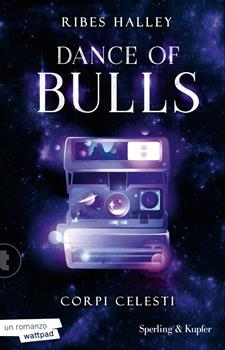 RIBES HALLEY
DANCE OF
BULLS
t
CORPI CELESTI
un romanzo
wattpad
Sperling & Kupfer